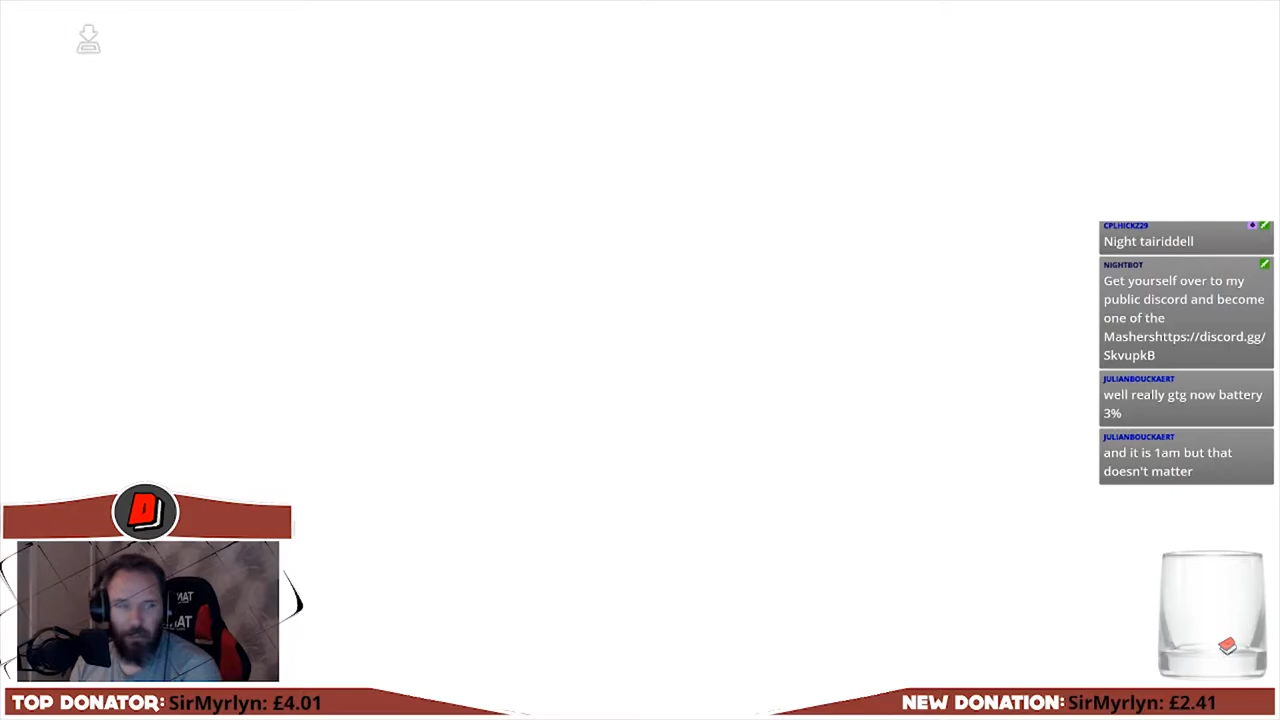 CPLHICKZ29
Night tairiddell
NIGHTBOT
Get yourself over to my
public discord and become
one of the
Mashershttps://discord.gg/
SkvupkB
JULIANBOUCKAERT
well really gtg now battery
3%
JULIANBOUCKAERT
and it is 1am but that
doesn't matter
D
TOP DONATOR: SirMyrlyn: £4.01
NEW DONATION: SirMyrlyn: £2.41